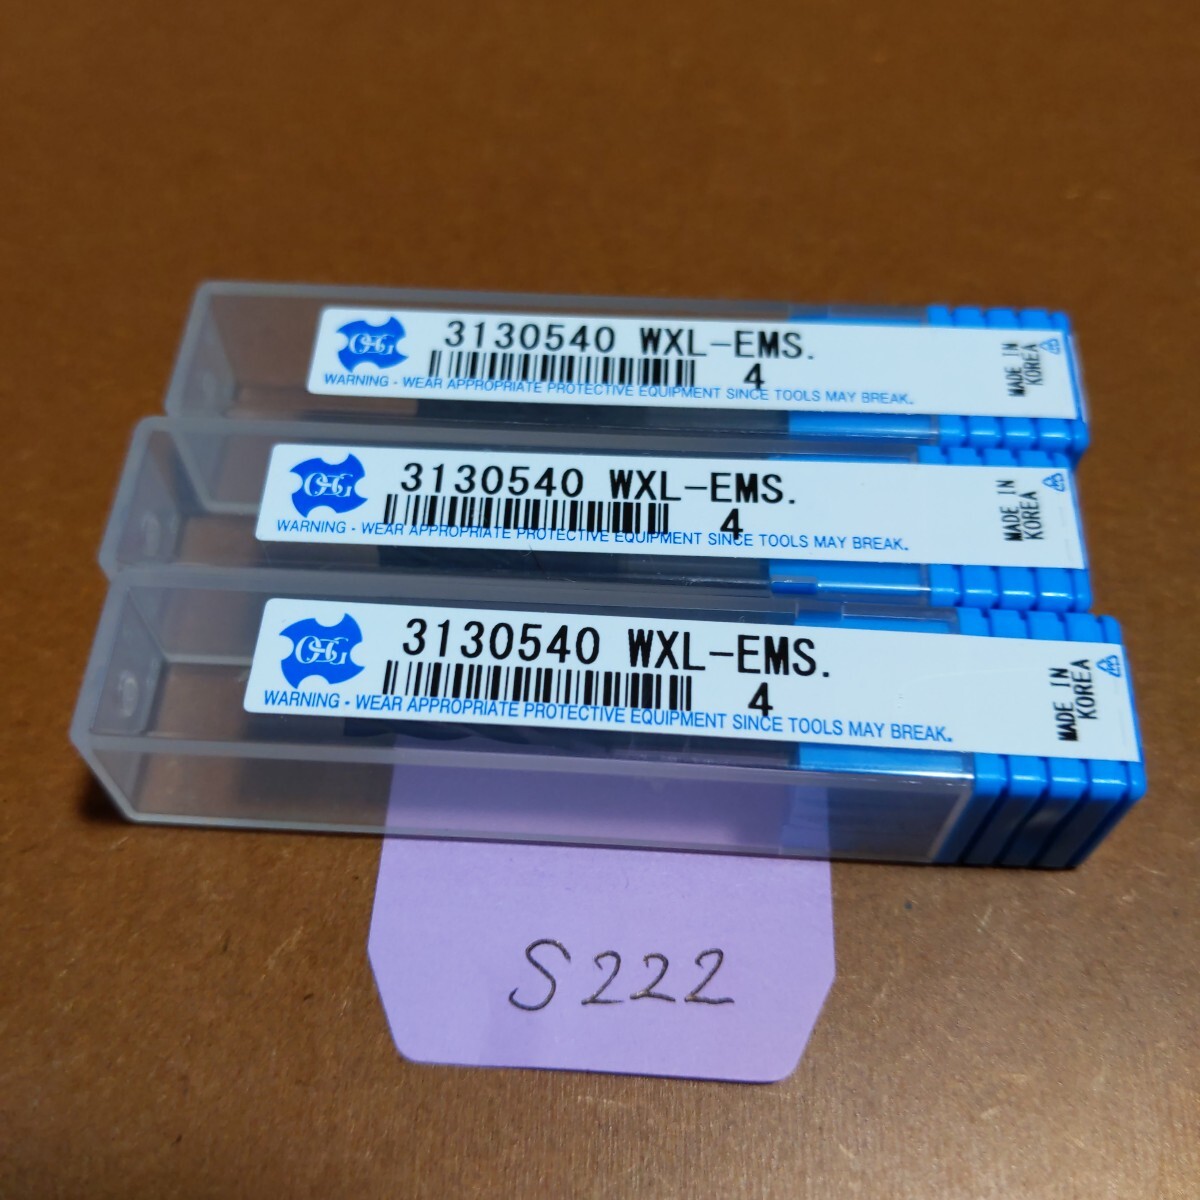 OSG
3130540 WXL-EMS.
4
WARNING - WEAR APPROPRIATE PROTECTIVE EQUIPMENT SINCE TOOLS MAY BREAK.
MADE IN
KOREA
OSG
3130540 WXL-EMS.
4
WARNING - WEAR APPROPRIATE PROTECTIVE EQUIPMENT SINCE TOOLS MAY BREAK.
MADE IN
KOREA
OSG
3130540 WXL-EMS.
4
WARNING - WEAR APPROPRIATE PROTECTIVE EQUIPMENT SINCE TOOLS MAY BREAK.
MADE IN
KOREA
S222